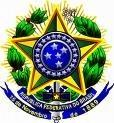 REPÚBLICA FEDERATIVA DO BRASIL
15 de Novembro de 1889